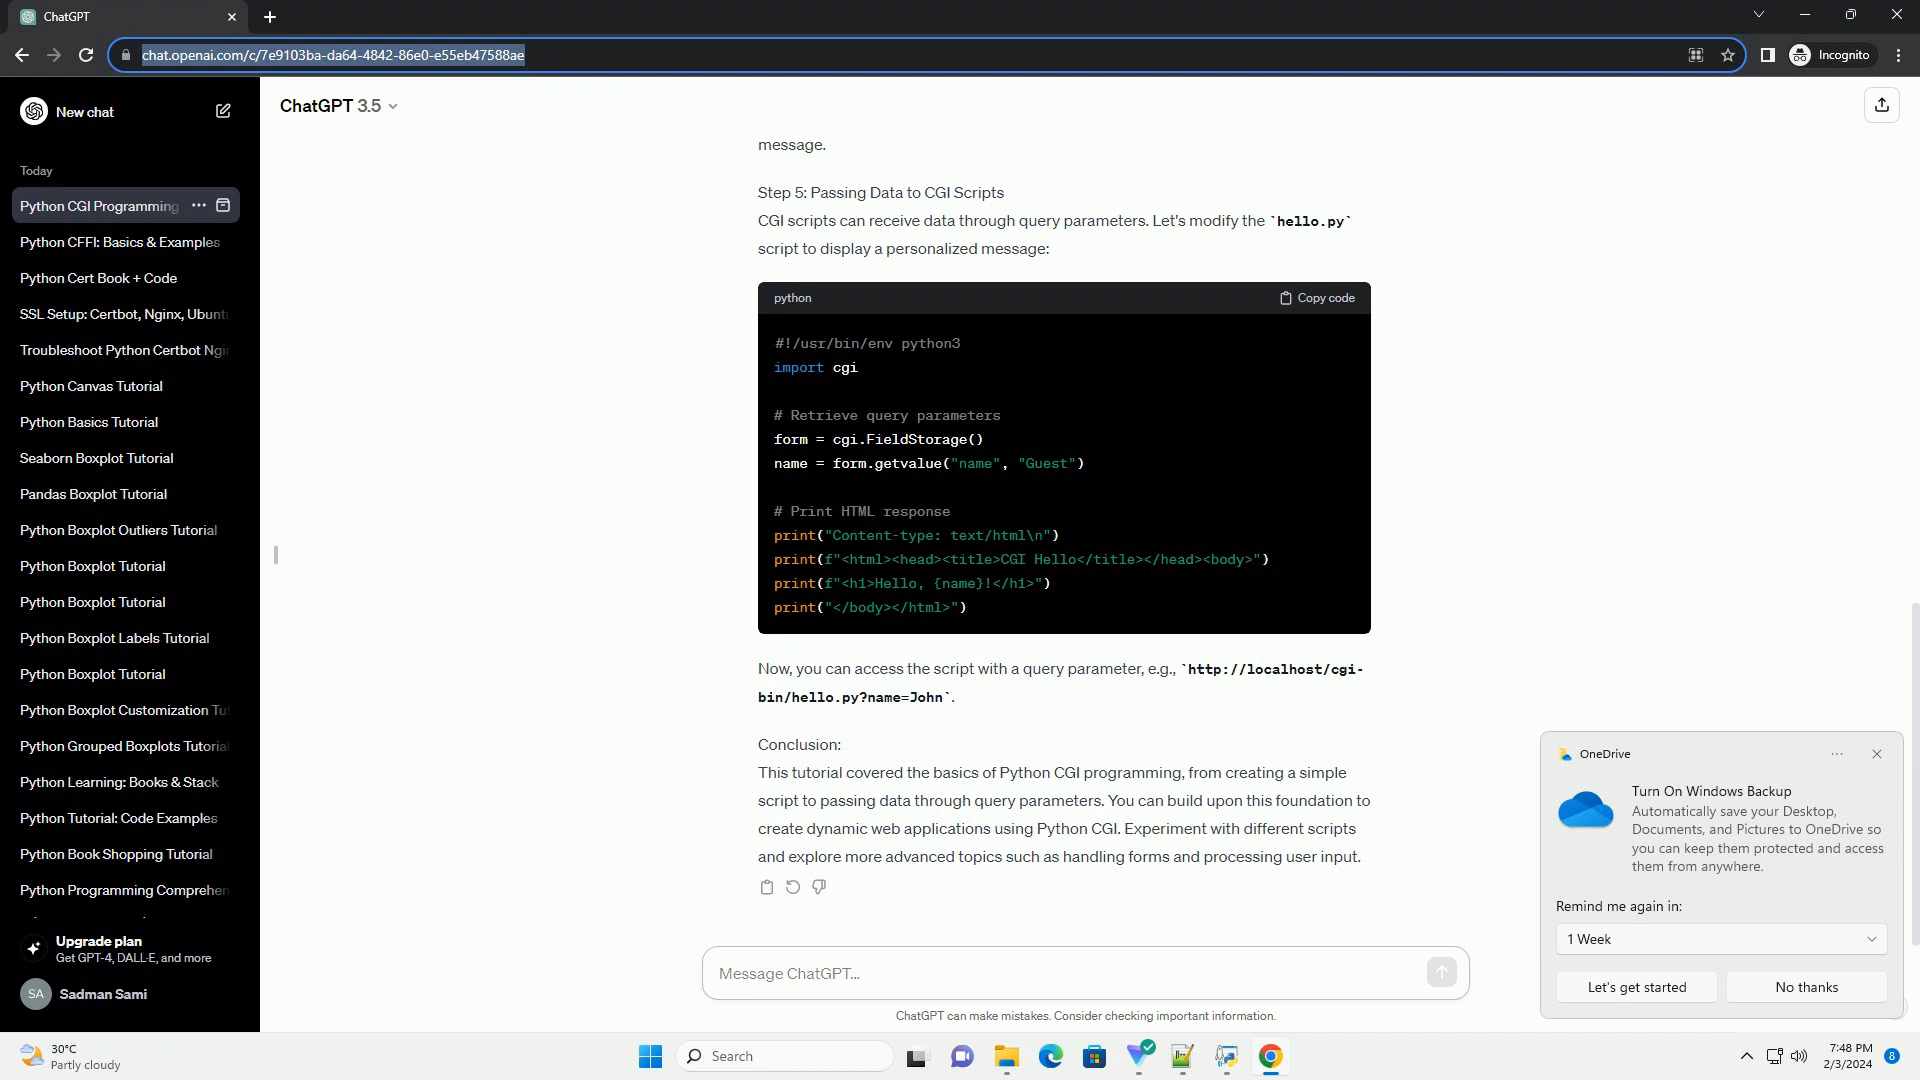 ChatGPT
chat.openai.com/c/7e9103ba-da64-4842-86e0-e55eb47588ae
Incognito
New chat
Today
Python CGI Programming
Python CFFI: Basics & Examples
Python Cert Book + Code
SSL Setup: Certbot, Nginx, Ubunt
Troubleshoot Python Certbot Ngi
Python Canvas Tutorial
Python Basics Tutorial
Seaborn Boxplot Tutorial
Pandas Boxplot Tutorial
Python Boxplot Outliers Tutorial
Python Boxplot Tutorial
Python Boxplot Tutorial
Python Boxplot Labels Tutorial
Python Boxplot Tutorial
Python Boxplot Customization Tut
Python Grouped Boxplots Tutorial
Python Learning: Books & Stack
Python Tutorial: Code Examples
Python Book Shopping Tutorial
Python Programming Comprehen
Upgrade plan
Get GPT-4, DALL·E, and more
SA
Sadman Sami
ChatGPT 3.5
message.
Step 5: Passing Data to CGI Scripts
CGI scripts can receive data through query parameters. Let's modify the `hello.py`
script to display a personalized message:
python
Copy code
#!/usr/bin/env python3
import cgi
# Retrieve query parameters
form = cgi.FieldStorage()
name = form.getvalue("name", "Guest")
# Print HTML response
print("Content-type: text/html\n")
print(f"<html><head><title>CGI Hello</title></head><body>")
print(f"<h1>Hello, {name}!</h1>")
print("</body></html>")
Now, you can access the script with a query parameter, e.g., `http://localhost/cgi-
bin/hello.py?name=John`.
Conclusion:
This tutorial covered the basics of Python CGI programming, from creating a simple
script to passing data through query parameters. You can build upon this foundation to
create dynamic web applications using Python CGI. Experiment with different scripts
and explore more advanced topics such as handling forms and processing user input.
Message ChatGPT...
ChatGPT can make mistakes. Consider checking important information.
OneDrive
Turn On Windows Backup
Automatically save your Desktop,
Documents, and Pictures to OneDrive so
you can keep them protected and access
them from anywhere.
Remind me again in:
1 Week
Let's get started
No thanks
30°C
Partly cloudy
Search
7:48 PM
2/3/2024
8